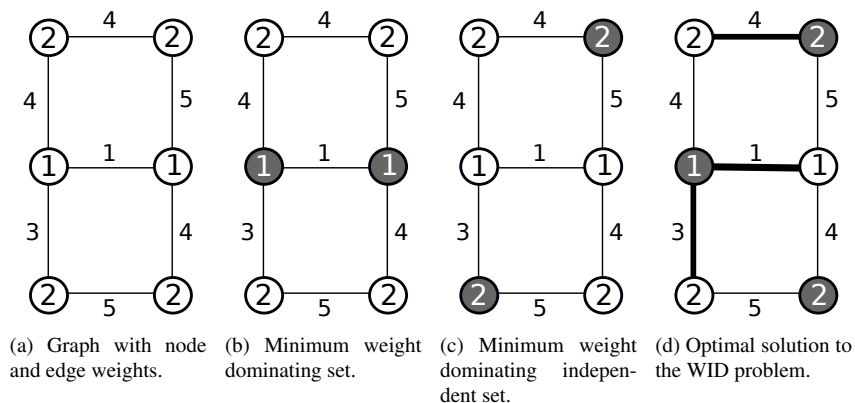 4 4 4 4
2 2 2 2 2 2 2 2
4 5 4 5 4 5 4 5
1 1 1 1
1 1 1 1 1 1 1 1
3 4 3 4 3 4 3 4
2 2 2 2 2 2 2 2
5 5 5 5
(a) Graph with node
and edge weights.
(b) Minimum weight
dominating set.
(c) Minimum weight
dominating indepen-
dent set.
(d) Optimal solution to
the WID problem.